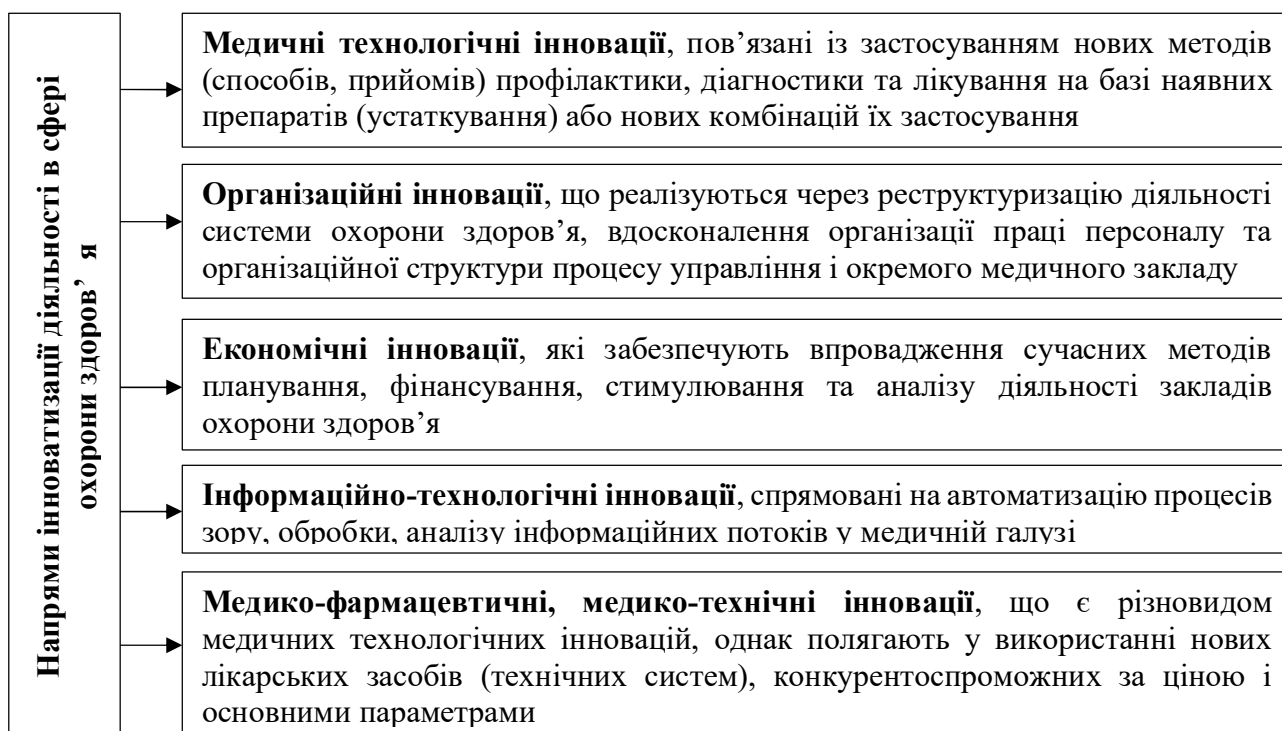 Напрями інноватизації діяльності в сфері
охорони здоров’ я
Медичні технологічні інновації, пов’язані із застосуванням нових методів
(способів, прийомів) профілактики, діагностики та лікування на базі наявних
препаратів (устаткування) або нових комбінацій їх застосування
Організаційні інновації, що реалізуються через реструктуризацію діяльності
системи охорони здоров’я, вдосконалення організації праці персоналу та
організаційної структури процесу управління і окремого медичного закладу
Економічні інновації, які забезпечують впровадження сучасних методів
планування, фінансування, стимулювання та аналізу діяльності закладів
охорони здоров’я
Інформаційно-технологічні інновації, спрямовані на автоматизацію процесів
зору, обробки, аналізу інформаційних потоків у медичній галузі
Медико-фармацевтичні, медико-технічні інновації, що є різновидом
медичних технологічних інновацій, однак полягають у використанні нових
лікарських засобів (технічних систем), конкурентоспроможних за ціною і
основними параметрами